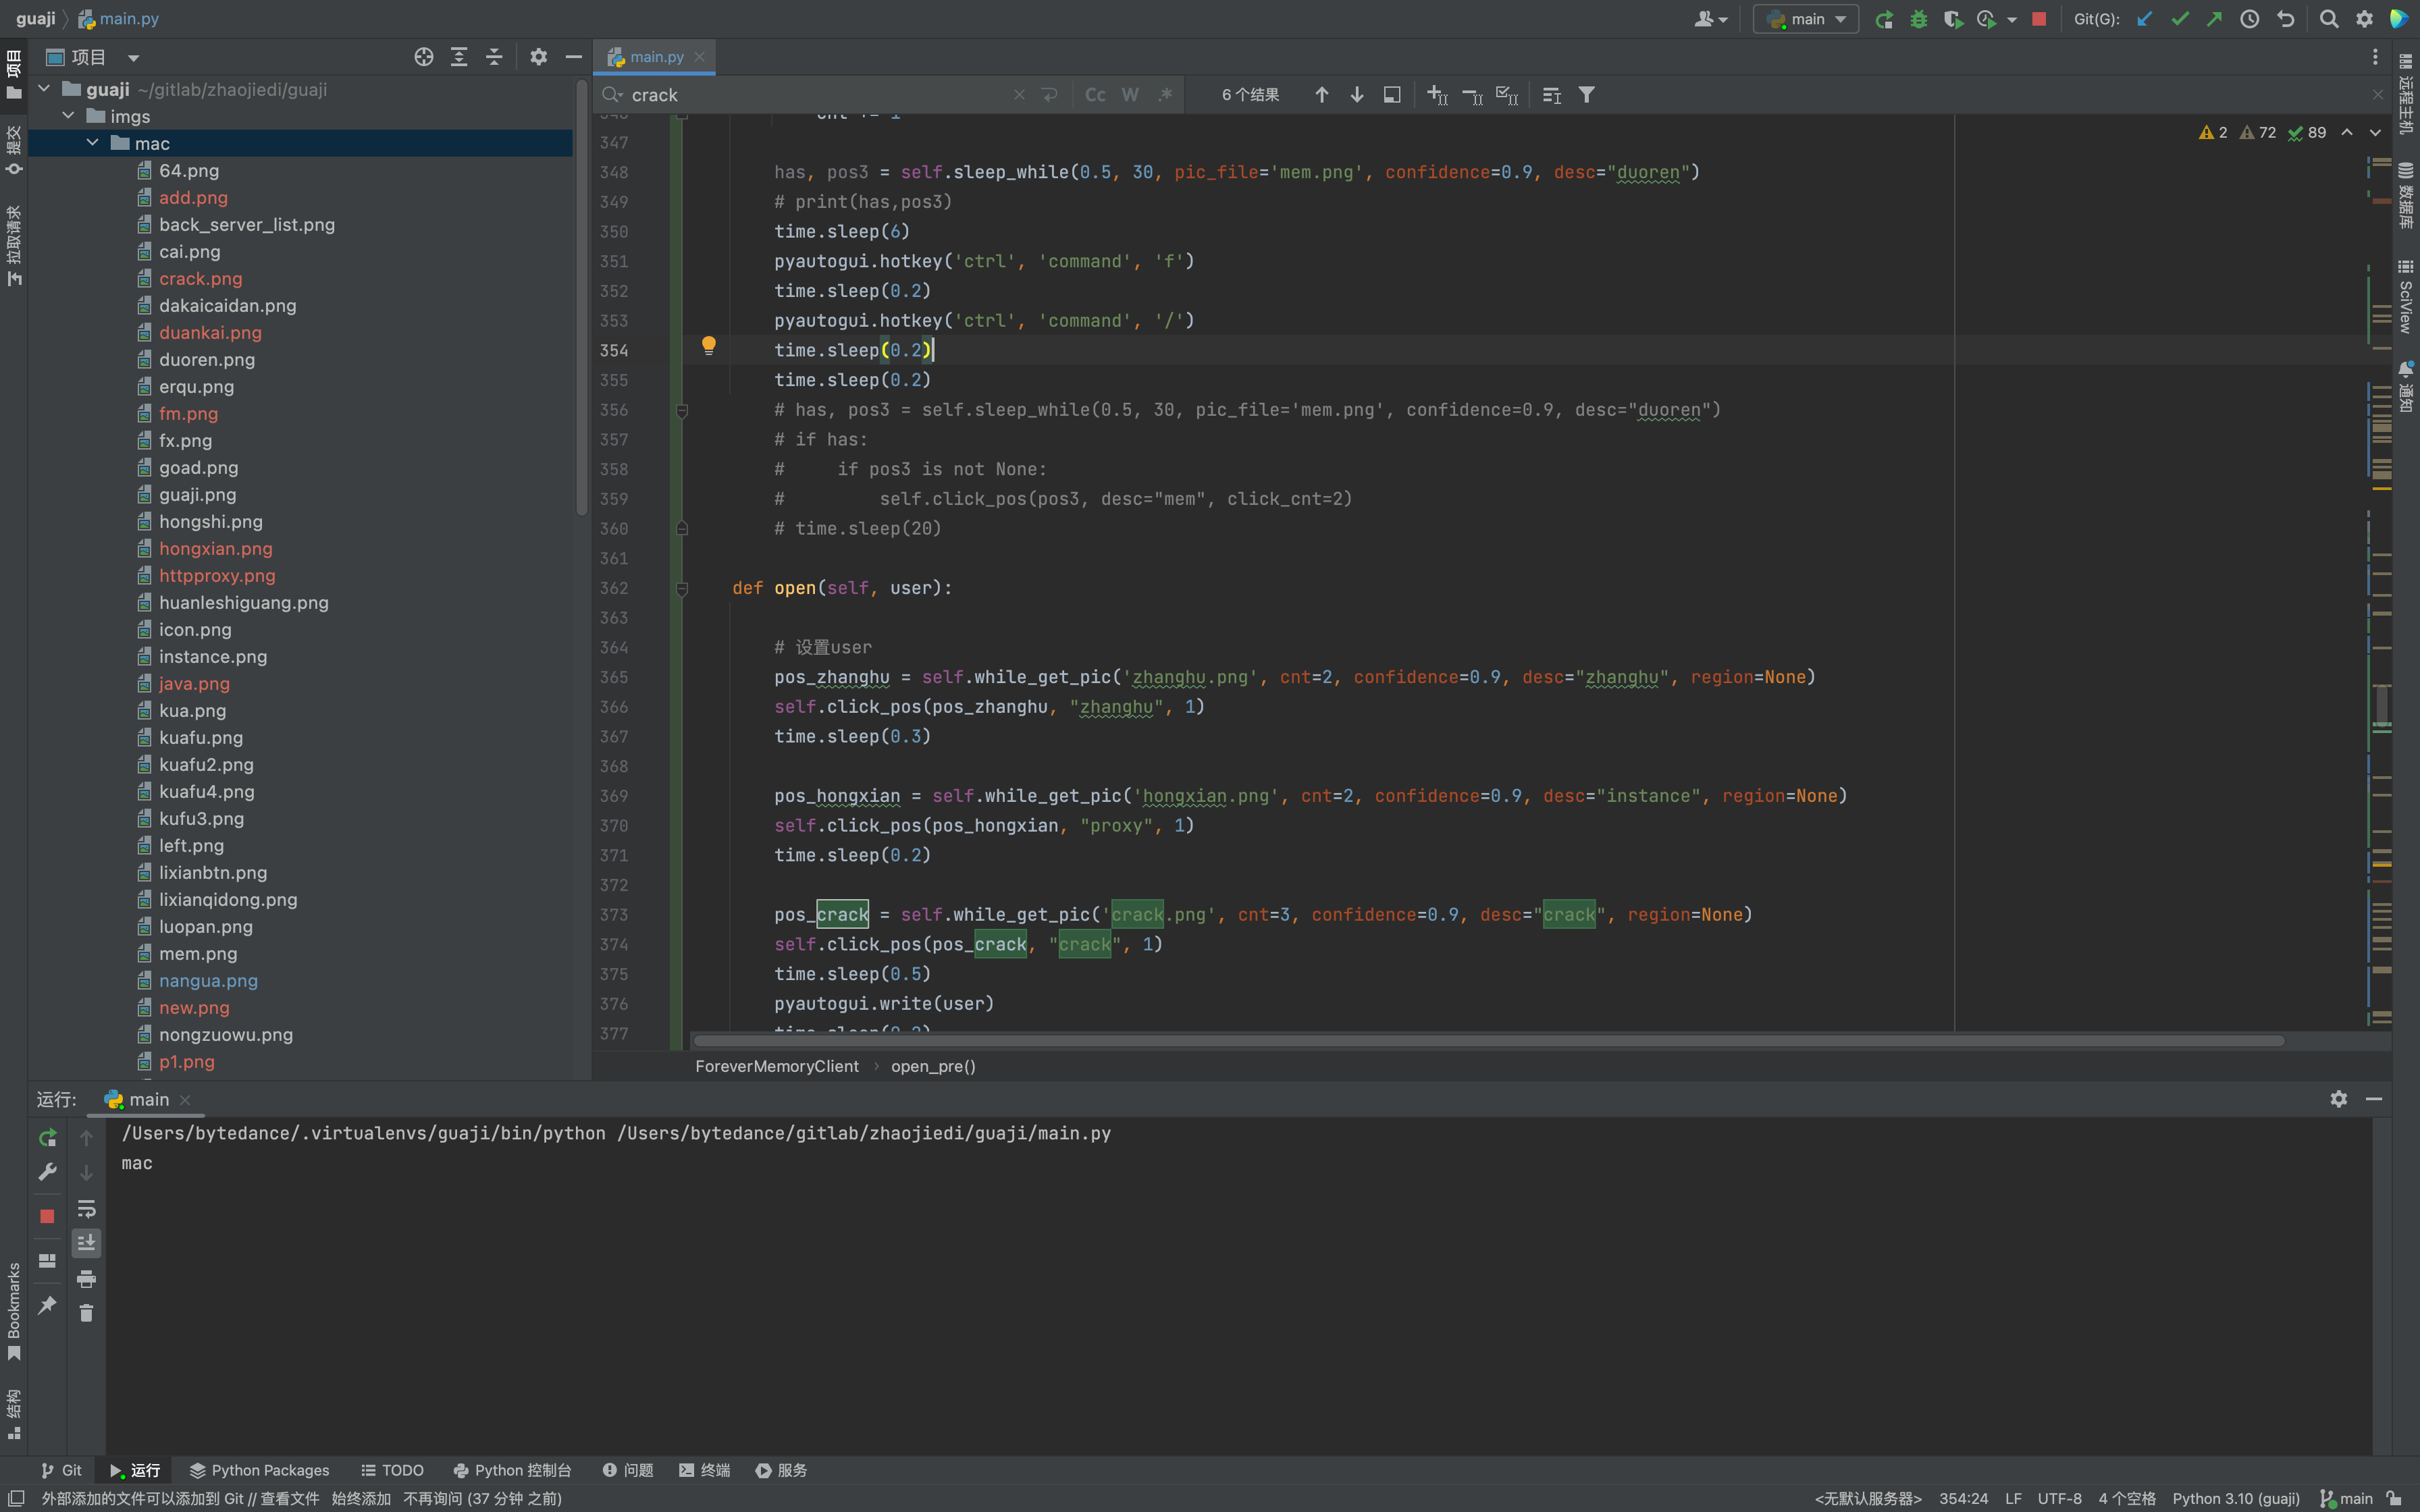 guaji
main.py
main
Git(G):
项目
main.py
crack
Cc W .*
6 个结果
2
72
89
guaji ~/gitlab/zhaojiedi/guaji
imgs
mac
64.png
add.png
back_server_list.png
cai.png
crack.png
dakaicaidan.png
duankai.png
duoren.png
erqu.png
fm.png
fx.png
goad.png
guaji.png
hongshi.png
hongxian.png
httpproxy.png
huanleshiguang.png
icon.png
instance.png
java.png
kua.png
kuafu.png
kuafu2.png
kuafu4.png
kufu3.png
left.png
lixianbtn.png
lixianqidong.png
luopan.png
mem.png
nangua.png
new.png
nongzuowu.png
p1.png
347
348 has, pos3 = self.sleep_while(0.5, 30, pic_file='mem.png', confidence=0.9, desc="duoren")
349 # print(has,pos3)
350 time.sleep(6)
351 pyautogui.hotkey('ctrl', 'command', 'f')
352 time.sleep(0.2)
353 pyautogui.hotkey('ctrl', 'command', '/')
354 time.sleep(0.2)
355 time.sleep(0.2)
356 # has, pos3 = self.sleep_while(0.5, 30, pic_file='mem.png', confidence=0.9, desc="duoren")
357 # if has:
358 #     if pos3 is not None:
359 #         self.click_pos(pos3, desc="mem", click_cnt=2)
360 # time.sleep(20)
361
362 def open(self, user):
363
364 # 设置user
365 pos_zhanghu = self.while_get_pic('zhanghu.png', cnt=2, confidence=0.9, desc="zhanghu", region=None)
366 self.click_pos(pos_zhanghu, "zhanghu", 1)
367 time.sleep(0.3)
368
369 pos_hongxian = self.while_get_pic('hongxian.png', cnt=2, confidence=0.9, desc="instance", region=None)
370 self.click_pos(pos_hongxian, "proxy", 1)
371 time.sleep(0.2)
372
373 pos_crack = self.while_get_pic('crack.png', cnt=3, confidence=0.9, desc="crack", region=None)
374 self.click_pos(pos_crack, "crack", 1)
375 time.sleep(0.5)
376 pyautogui.write(user)
377
ForeverMemoryClient
open_pre()
项目
提交
拉取请求
Bookmarks
结构
远程主机
数据库
SciView
通知
运行:
main
/Users/bytedance/.virtualenvs/guaji/bin/python /Users/bytedance/gitlab/zhaojiedi/guaji/main.py
mac
Git
运行
Python Packages
TODO
Python 控制台
问题
终端
服务
外部添加的文件可以添加到 Git // 查看文件 始终添加 不再询问 (37 分钟 之前)
<无默认服务器>
354:24
LF
UTF-8
4 个空格
Python 3.10 (guaji)
main